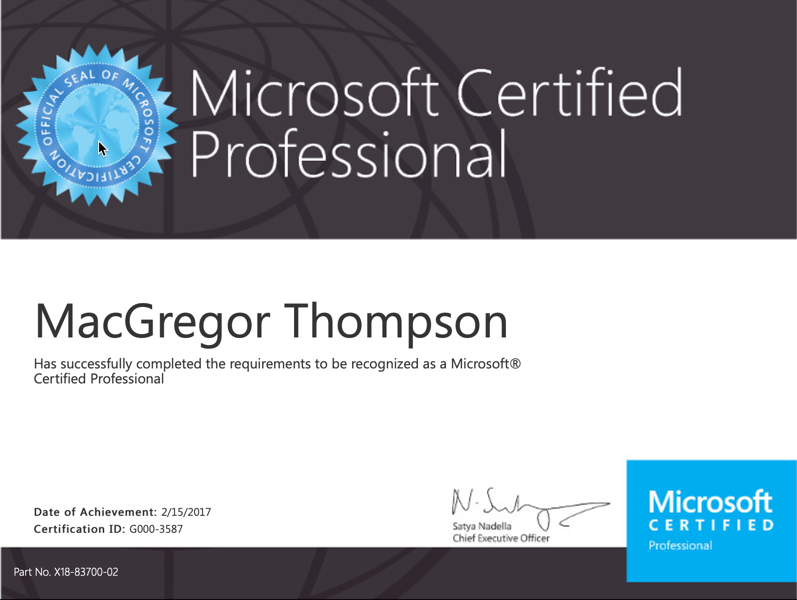 OFFICIAL SEAL OF MICROSOFT CERTIFICATION
Microsoft Certified
Professional
MacGregor Thompson
Has successfully completed the requirements to be recognized as a Microsoft®
Certified Professional
Date of Achievement: 2/15/2017
Certification ID: G000-3587
Satya Nadella
Chief Executive Officer
Microsoft
CERTIFIED
Professional
Part No. X18-83700-02